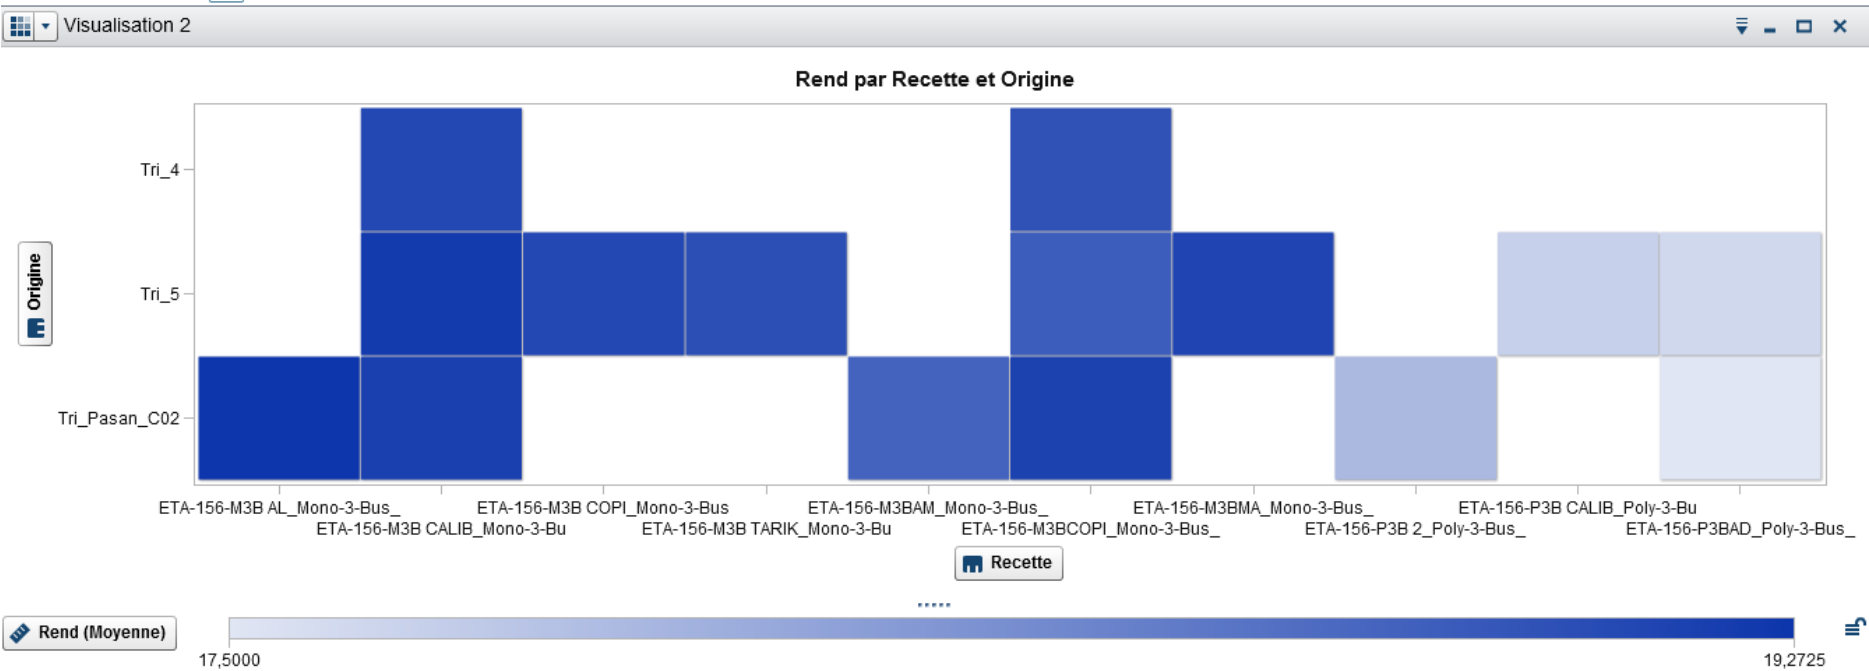 Visualisation 2
Rend par Recette et Origine
Origine
Tri_4
Tri_5
Tri_Pasan_C02
ETA-156-M3B AL_Mono-3-Bus_
ETA-156-M3B CALIB_Mono-3-Bu
ETA-156-M3B COPI_Mono-3-Bus
ETA-156-M3B TARIK_Mono-3-Bu
ETA-156-M3BAM_Mono-3-Bus_
ETA-156-M3BCOPI_Mono-3-Bus_
ETA-156-M3BMA_Mono-3-Bus_
ETA-156-P3B 2_Poly-3-Bus_
ETA-156-P3B CALIB_Poly-3-Bu
ETA-156-P3BAD_Poly-3-Bus_
Recette
Rend (Moyenne)
17,5000
19,2725